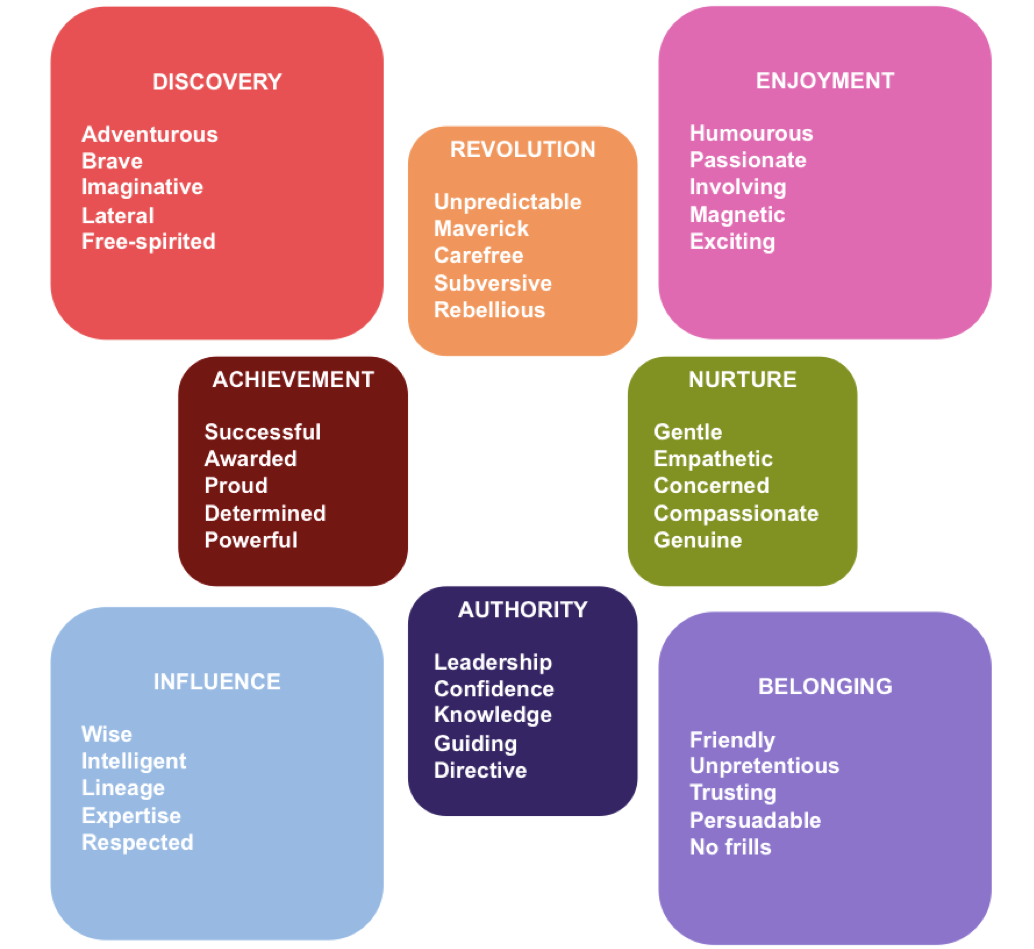 DISCOVERY
Adventurous
Brave
Imaginative
Lateral
Free-spirited
REVOLUTION
Unpredictable
Maverick
Carefree
Subversive
Rebellious
ENJOYMENT
Humourous
Passionate
Involving
Magnetic
Exciting
ACHIEVEMENT
Successful
Awarded
Proud
Determined
Powerful
NURTURE
Gentle
Empathetic
Concerned
Compassionate
Genuine
INFLUENCE
Wise
Intelligent
Lineage
Expertise
Respected
AUTHORITY
Leadership
Confidence
Knowledge
Guiding
Directive
BELONGING
Friendly
Unpretentious
Trusting
Persuadable
No frills